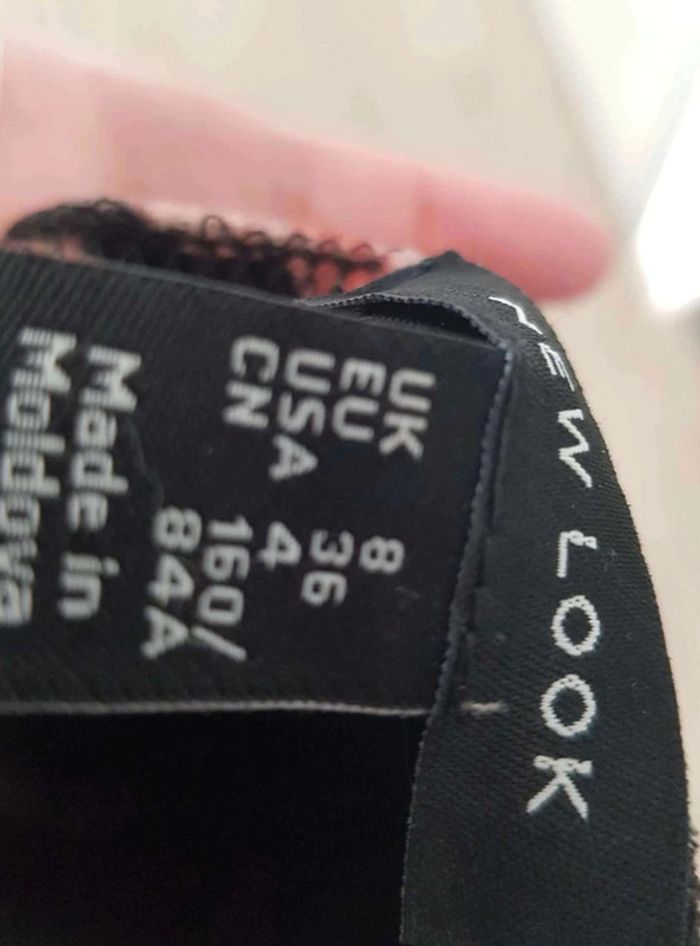 NEW LOOK
UK 8
EU 36
USA 4
CN 160/
84A
Made in
Moldova